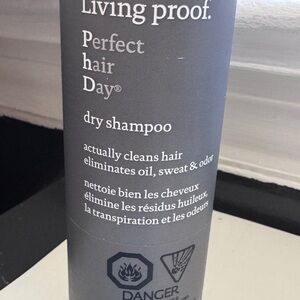 Living proof.
Perfect
hair
Day®
dry shampoo
actually cleans hair
eliminates oil, sweat & odor
nettoie bien les cheveux
élimine les résidus huileux,
la transpiration et les odeurs
DANGER